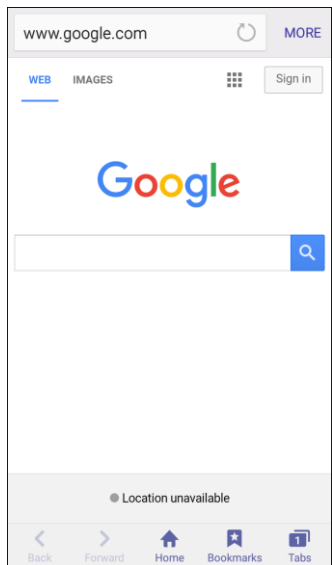 www.google.com MORE
WEB IMAGES Sign in
Google
Location unavailable
1
Back Forward Home Bookmarks Tabs